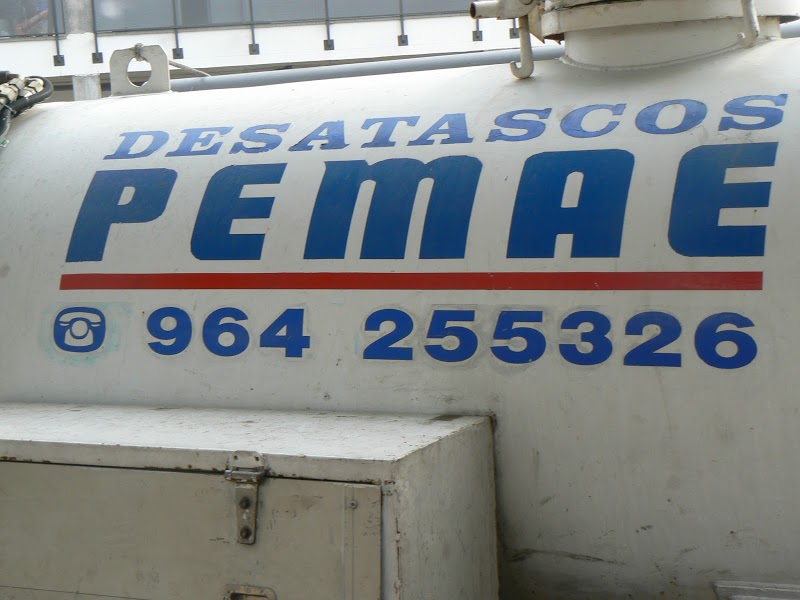 DESATASCOS
PEMAE
964 255326